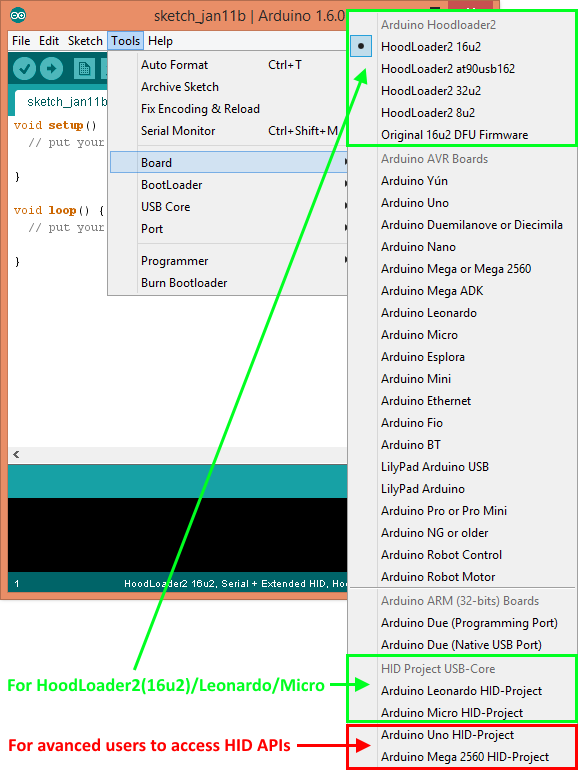 sketch_jan11b | Arduino 1.6.0
File Edit Sketch Tools Help
sketch_jan11b
void setup()
// put your
}
void loop() {
// put your
}
Auto Format Ctrl+T
Archive Sketch
Fix Encoding & Reload
Serial Monitor Ctrl+Shift+M
Board
BootLoader
USB Core
Port
Programmer
Burn Bootloader
Arduino Hoodloader2
HoodLoader2 16u2
HoodLoader2 at90usb162
HoodLoader2 32u2
HoodLoader2 8u2
Original 16u2 DFU Firmware
Arduino AVR Boards
Arduino Yún
Arduino Uno
Arduino Duemilanove or Diecimila
Arduino Nano
Arduino Mega or Mega 2560
Arduino Mega ADK
Arduino Leonardo
Arduino Micro
Arduino Esplora
Arduino Mini
Arduino Ethernet
Arduino Fio
Arduino BT
LilyPad Arduino USB
LilyPad Arduino
Arduino Pro or Pro Mini
Arduino NG or older
Arduino Robot Control
Arduino Robot Motor
Arduino ARM (32-bits) Boards
Arduino Due (Programming Port)
Arduino Due (Native USB Port)
HID Project USB-Core
Arduino Leonardo HID-Project
Arduino Micro HID-Project
Arduino Uno HID-Project
Arduino Mega 2560 HID-Project
1 HoodLoader2 16u2, Serial + Extended HID, Hoo
For HoodLoader2(16u2)/Leonardo/Micro
For avanced users to access HID APIs